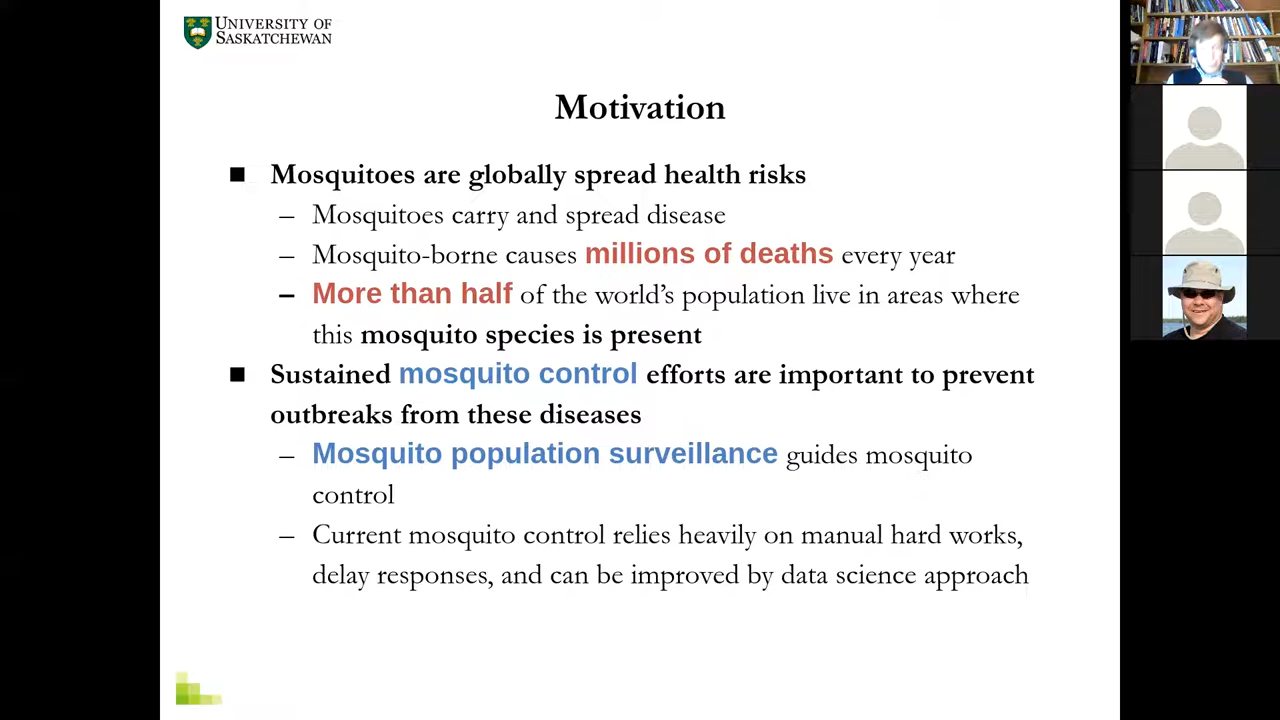 UNIVERSITY OF
SASKATCHEWAN
Motivation
■ Mosquitoes are globally spread health risks
– Mosquitoes carry and spread disease
– Mosquito-borne causes millions of deaths every year
– More than half of the world's population live in areas where
this mosquito species is present
■ Sustained mosquito control efforts are important to prevent
outbreaks from these diseases
– Mosquito population surveillance guides mosquito
control
– Current mosquito control relies heavily on manual hard works,
delay responses, and can be improved by data science approach